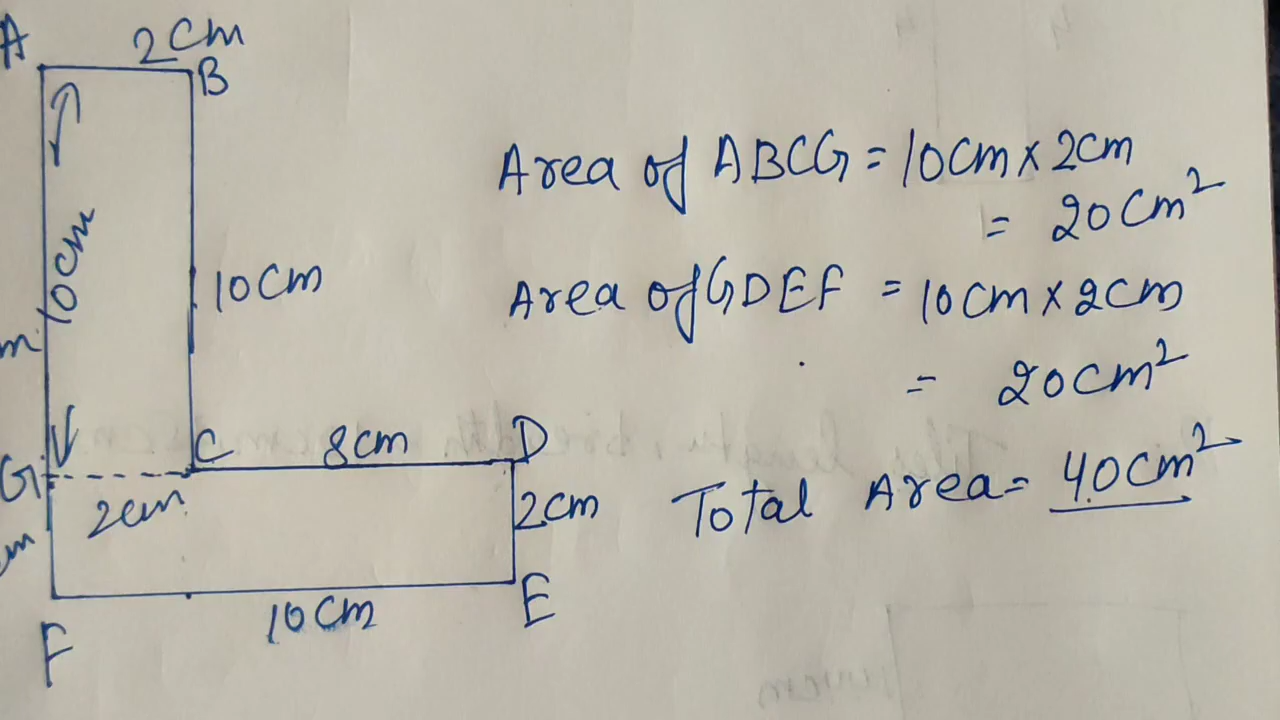 A
2cm
B
10cm
10cm
m
G
C
8cm
D
2cm
2cm
m
F
10cm
E
Area of ABCG = 10cm x 2cm
= 20cm²
Area of GDEF = 10cm x 2cm
= 20cm²
Total Area = 40cm²